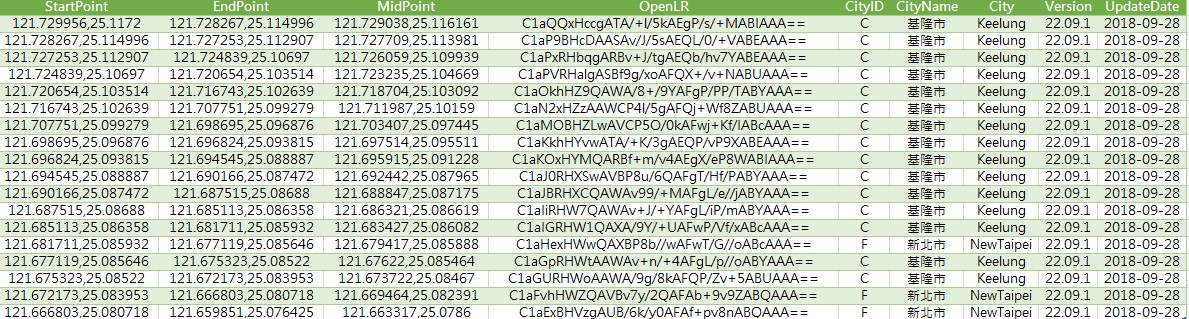 StartPoint EndPoint MidPoint OpenLR CityID CityName City Version UpdateDate
121.729956,25.1172 121.728267,25.114996 121.729038,25.116161 C1aQQxHccgATA/+I/5kAEgP/s/+MABIAAA== C 基隆市 Keelung 22.09.1 2018-09-28
121.728267,25.114996 121.727253,25.112907 121.727709,25.113981 C1aP9BHcDAASAv/J/5sAEQL/0/+VABEAAA== C 基隆市 Keelung 22.09.1 2018-09-28
121.727253,25.112907 121.724839,25.10697 121.726059,25.109939 C1aPxRHbqgARBv+J/tgAEQb/hv7YABEAAA== C 基隆市 Keelung 22.09.1 2018-09-28
121.724839,25.10697 121.720654,25.103514 121.723235,25.104669 C1aPVRHalgASBf9g/xoAFQX+/v+NABUAAA== C 基隆市 Keelung 22.09.1 2018-09-28
121.720654,25.103514 121.716743,25.102639 121.718704,25.103092 C1aOkhHZ9QAWA/8+/9YAFgP/PP/TABYAAA== C 基隆市 Keelung 22.09.1 2018-09-28
121.716743,25.102639 121.707751,25.099279 121.711987,25.10159 C1aN2xHZzAAWCP4I/5gAFQj+Wf8ZABUAAA== C 基隆市 Keelung 22.09.1 2018-09-28
121.707751,25.099279 121.698695,25.096876 121.703407,25.097445 C1aMOBHZLwAVCP5O/0kAFwj+Kf/IABcAAA== C 基隆市 Keelung 22.09.1 2018-09-28
121.698695,25.096876 121.696824,25.093815 121.697514,25.095511 C1aKkhHYvwATA/+K/3gAEQP/vP9XABEAAA== C 基隆市 Keelung 22.09.1 2018-09-28
121.696824,25.093815 121.694545,25.088887 121.695915,25.091228 C1aKOxHYMQARBf+m/v4AEgX/eP8WABIAAA== C 基隆市 Keelung 22.09.1 2018-09-28
121.694545,25.088887 121.690166,25.087472 121.692442,25.087965 C1aJ0RHXSwAVBP8u/6QAFgT/Hf/PABYAAA== C 基隆市 Keelung 22.09.1 2018-09-28
121.690166,25.087472 121.687515,25.08688 121.688847,25.087175 C1aJBRHXCQAWAv99/+MAFgL/e//jABYAAA== C 基隆市 Keelung 22.09.1 2018-09-28
121.687515,25.08688 121.685113,25.086358 121.686321,25.086619 C1aIiRHW7QAWAv+J/+YAFgL/iP/mABYAAA== C 基隆市 Keelung 22.09.1 2018-09-28
121.685113,25.086358 121.681711,25.085932 121.683427,25.086082 C1aIGRHW1QAXA/9Y/+UAFwP/Vf/xABcAAA== C 基隆市 Keelung 22.09.1 2018-09-28
121.681711,25.085932 121.677119,25.085646 121.679417,25.085888 C1aHexHWwQAXBP8b//wAFwT/G//oABcAAA== F 新北市 NewTaipei 22.09.1 2018-09-28
121.677119,25.085646 121.675323,25.08522 121.67622,25.085464 C1aGpRHWtAAWAv+n/+4AFgL/p//oABYAAA== C 基隆市 Keelung 22.09.1 2018-09-28
121.675323,25.08522 121.672173,25.083953 121.673722,25.08467 C1aGURHWoAAWA/9g/8kAFQP/Zv+5ABUAAA== C 基隆市 Keelung 22.09.1 2018-09-28
121.672173,25.083953 121.666803,25.080718 121.669464,25.082391 C1aFvhHWZQAVBv7y/2QAFAb+9v9ZABQAAA== F 新北市 NewTaipei 22.09.1 2018-09-28
121.666803,25.080718 121.659851,25.076425 121.663317,25.0786 C1aExBHVzgAUB/6k/y0AFAf+pv8nABQAAA== F 新北市 NewTaipei 22.09.1 2018-09-28